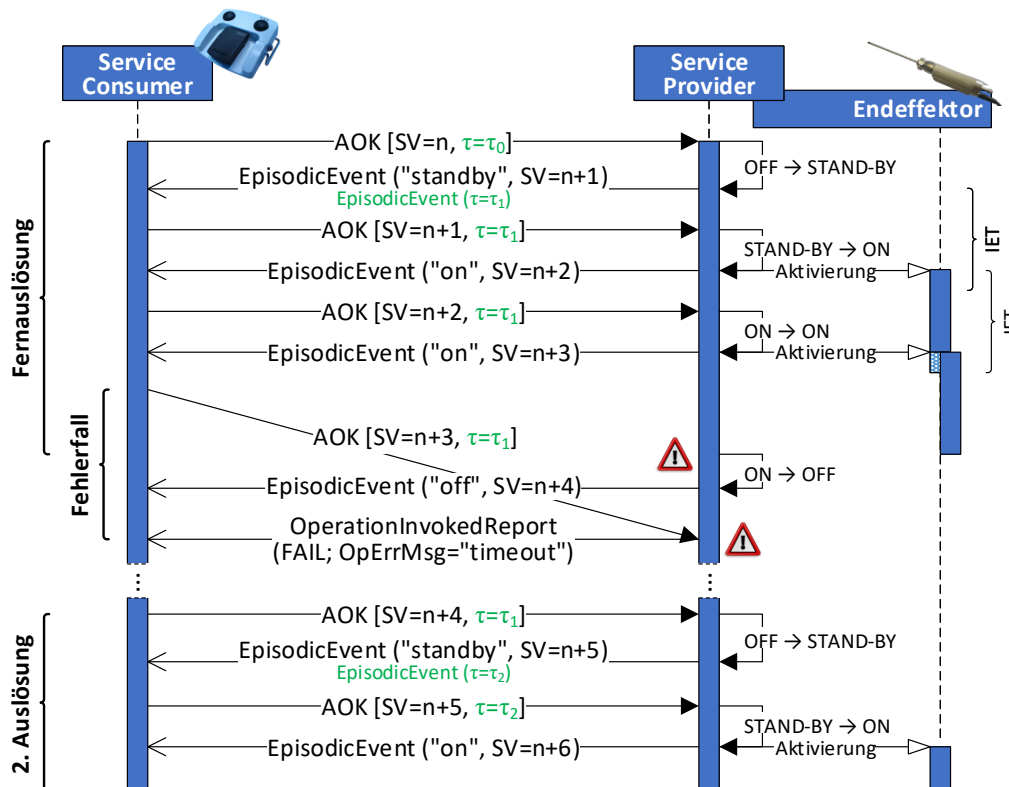 Service
Consumer
Service
Provider
Endeffektor
Fernauslösung
AOK [SV=n, τ=τ₀]
OFF → STAND-BY
EpisodicEvent ("standby", SV=n+1)
EpisodicEvent (τ=τ₁)
IET
AOK [SV=n+1, τ=τ₁]
STAND-BY → ON
Aktivierung
EpisodicEvent ("on", SV=n+2)
IET
AOK [SV=n+2, τ=τ₁]
ON → ON
Aktivierung
EpisodicEvent ("on", SV=n+3)
Fehlerfall
AOK [SV=n+3, τ=τ₁]
ON → OFF
EpisodicEvent ("off", SV=n+4)
OperationInvokedReport
(FAIL; OpErrMsg="timeout")
2. Auslösung
AOK [SV=n+4, τ=τ₁]
OFF → STAND-BY
EpisodicEvent ("standby", SV=n+5)
EpisodicEvent (τ=τ₂)
AOK [SV=n+5, τ=τ₂]
STAND-BY → ON
Aktivierung
EpisodicEvent ("on", SV=n+6)